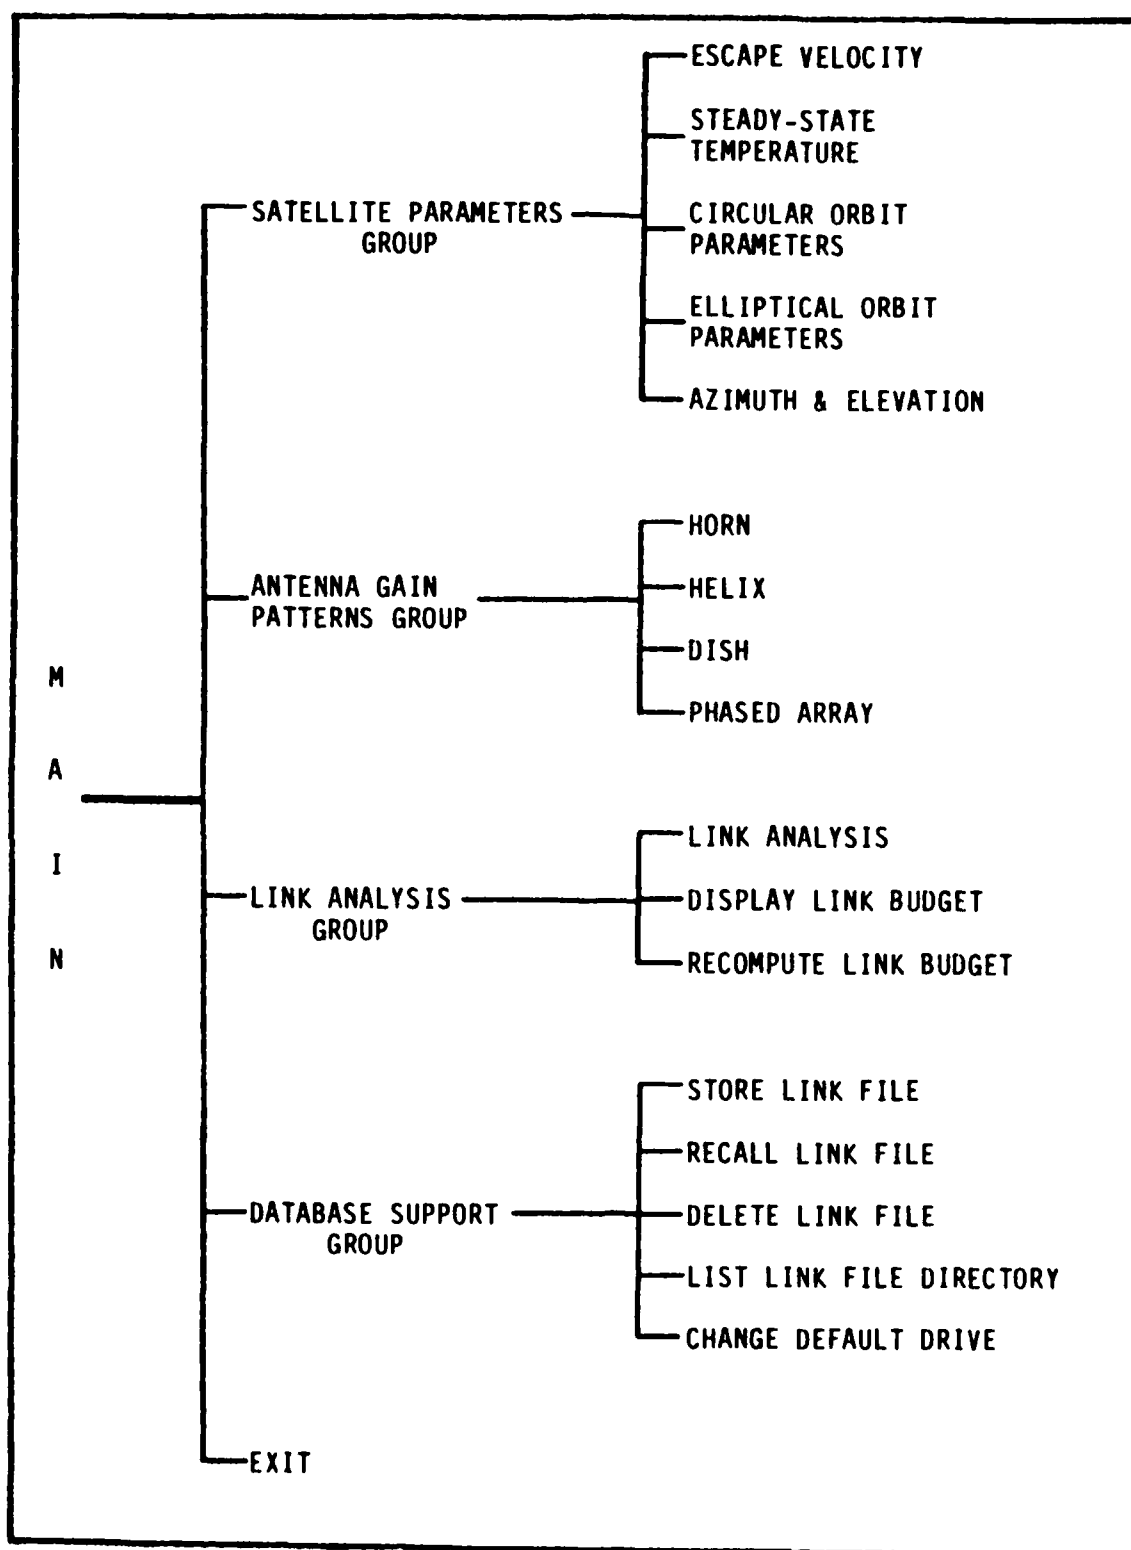 MAIN
SATELLITE PARAMETERS
GROUP
ESCAPE VELOCITY
STEADY-STATE
TEMPERATURE
CIRCULAR ORBIT
PARAMETERS
ELLIPTICAL ORBIT
PARAMETERS
AZIMUTH & ELEVATION
ANTENNA GAIN
PATTERNS GROUP
HORN
HELIX
DISH
PHASED ARRAY
LINK ANALYSIS
GROUP
LINK ANALYSIS
DISPLAY LINK BUDGET
RECOMPUTE LINK BUDGET
DATABASE SUPPORT
GROUP
STORE LINK FILE
RECALL LINK FILE
DELETE LINK FILE
LIST LINK FILE DIRECTORY
CHANGE DEFAULT DRIVE
EXIT